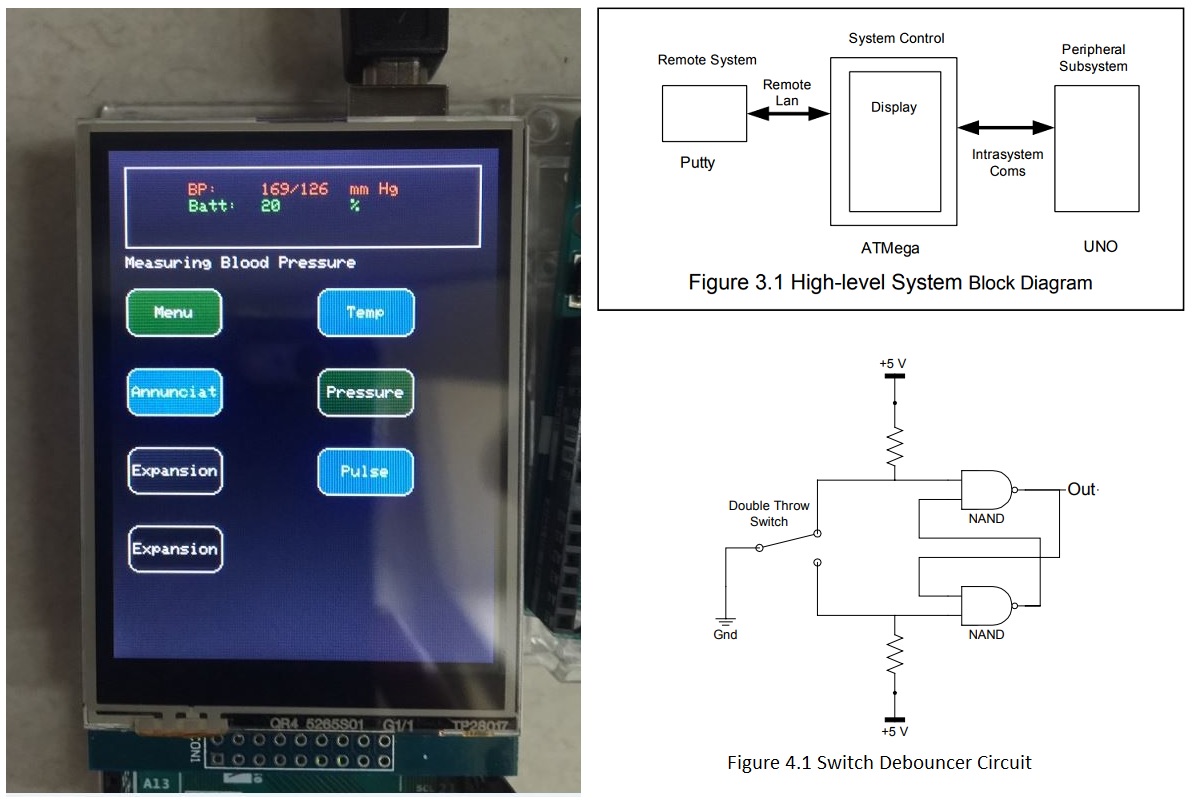 BP: 169/126 mm Hg
Batt: 20 %
Measuring Blood Pressure
Menu
Temp
Annunciat
Pressure
Expansion
Pulse
Expansion
QR4 5265S01 G1/1 TP28017
CON1
A13
Remote System
Remote
Lan
System Control
Display
Peripheral
Subsystem
Putty
Intrasystem
Coms
ATMega
UNO
Figure 3.1 High-level System Block Diagram
+5 V
Double Throw
Switch
NAND
Out
Gnd
NAND
+5 V
Figure 4.1 Switch Debouncer Circuit